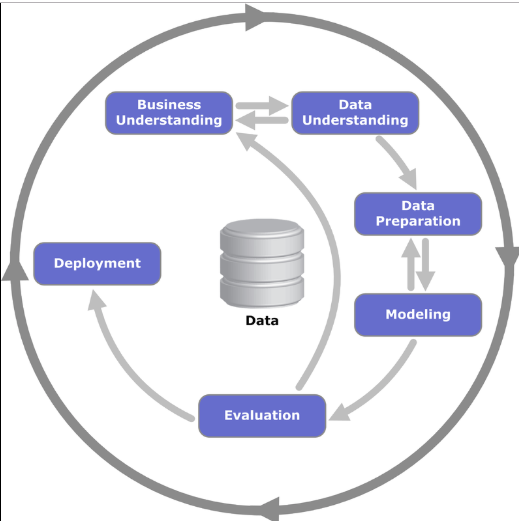 Business
Understanding
Data
Understanding
Data
Preparation
Deployment
Data
Modeling
Evaluation